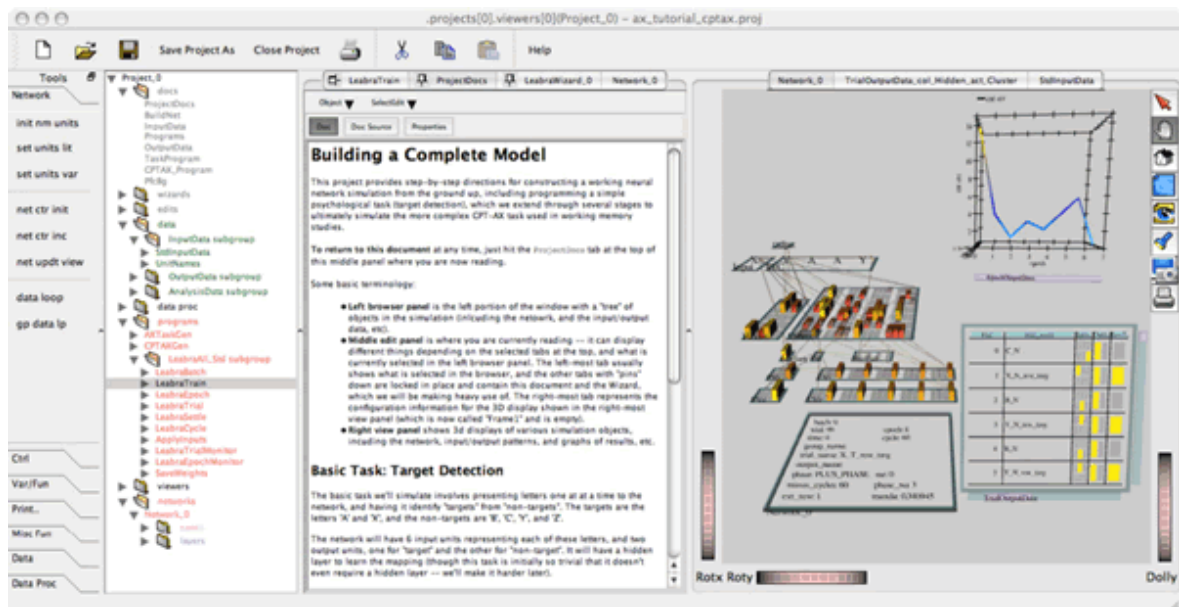 .projects[0].viewers[0](Project_0) – ax_tutorial_cptax.proj
Save Project As Close Project Help
Tools
Network
init nm units
set units lit
set units var
net ctr init
net ctr inc
net updt view
data loop
gp data lp
Ctrl
Var/Fun
Print..
Misc Fun
Data
Data Proc
Project_0
docs
ProjectDocs
BuildNet
InputData
Programs
OutputData
TaskProgram
CPTAX_Program
wizards
edits
data
InputData subgroup
StdInputData
UnitNames
OutputData subgroup
AnalysisData subgroup
data proc
programs
AXTaskGen
CPTAXGen
LeabraAll_Std subgroup
LeabraBatch
LeabraTrain
LeabraEpoch
LeabraTrial
LeabraSettle
LeabraCycle
ApplyInputs
LeabraTrialMonitor
LeabraEpochMonitor
SaveWeights
viewers
networks
Network_0
layers
LeabraTrain ProjectDocs LeabraWizard_0 Network_0
Object SelectEdit
Doc Doc Source Properties
Building a Complete Model
This project provides step-by-step directions for constructing a working neural
network simulation from the ground up, including programming a simple
psychological task (target detection), which we extend through several stages to
ultimately simulate the more complex CPT-AX task used in working memory
studies.
To return to this document at any time, just hit the ProjectDocs tab at the top of
this middle panel where you are now reading.
Some basic terminology:
● Left browser panel is the left portion of the window with a "tree" of
objects in the simulation (inlcuding the netowrk, and the input/output
data, etc).
● Middle edit panel is where you are currently reading -- it can display
different things depending on the selected tabs at the top, and what is
currently selected in the left browser panel. The left-most tab usually
shows what is selected in the browser, and the other tabs with "pins"
down are locked in place and contain this document and the Wizard,
which we will be making heavy use of. The right-most tab represents the
configuration information for the 3D display shown in the right-most
view panel (which is now called "Frame1" and is empty).
● Right view panel shows 3d displays of various simulation objects,
incuding the network, input/output patterns, and graphs of results, etc.
Basic Task: Target Detection
The basic task we'll simulate involves presenting letters one at at a time to the
network, and having it identify "targets" from "non-targets". The targets are the
letters 'A' and 'X', and the non-targets are 'B', 'C', 'Y', and 'Z'.
The network will have 6 input units representing each of these letters, and two
output units, one for "target" and the other for "non-target". It will have a hidden
layer to learn the mapping (though this task is initially so trivial that it doesn't
even require a hidden layer -- we'll make it harder later).
Network_0 TrialOutputData_col_Hidden_act_Cluster StdInputData
batch: 0
epoch: 6
cycle: 60
group_name:
output_name:
phase: PLUS_PHASE
minus_cycles: 60
ext_rew: 1
TrialOutputData
Rotx Roty
Dolly